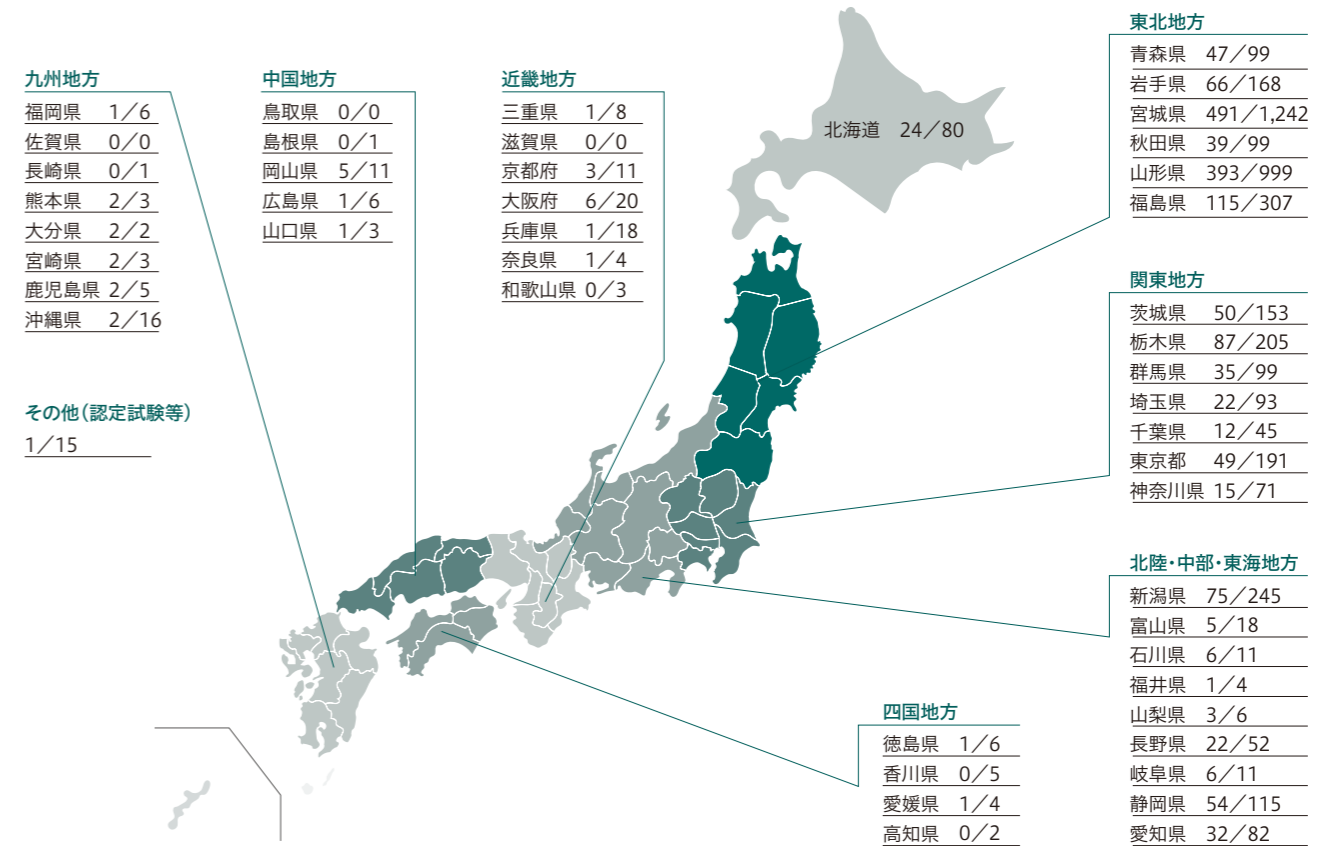 九州地方
福岡県 1／6
佐賀県 0／0
長崎県 0／1
熊本県 2／3
大分県 2／2
宮崎県 2／3
鹿児島県 2／5
沖縄県 2／16
その他（認定試験等）
1／15
中国地方
鳥取県 0／0
島根県 0／1
岡山県 5／11
広島県 1／6
山口県 1／3
近畿地方
三重県 1／8
滋賀県 0／0
京都府 3／11
大阪府 6／20
兵庫県 1／18
奈良県 1／4
和歌山県 0／3
北海道 24／80
東北地方
青森県 47／99
岩手県 66／168
宮城県 491／1,242
秋田県 39／99
山形県 393／999
福島県 115／307
関東地方
茨城県 50／153
栃木県 87／205
群馬県 35／99
埼玉県 22／93
千葉県 12／45
東京都 49／191
神奈川県 15／71
北陸・中部・東海地方
新潟県 75／245
富山県 5／18
石川県 6／11
福井県 1／4
山梨県 3／6
長野県 22／52
岐阜県 6／11
静岡県 54／115
愛知県 32／82
四国地方
徳島県 1／6
香川県 0／5
愛媛県 1／4
高知県 0／2